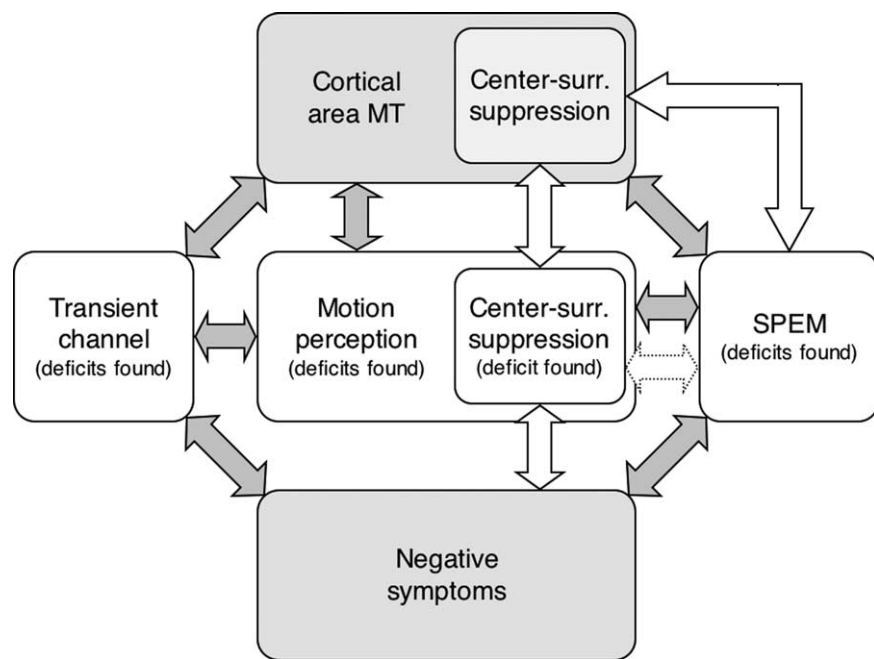 Cortical
area MT
Center-surr.
suppression
Transient
channel
(deficits found)
Motion
perception
(deficits found)
Center-surr.
suppression
(deficit found)
SPEM
(deficits found)
Negative
symptoms